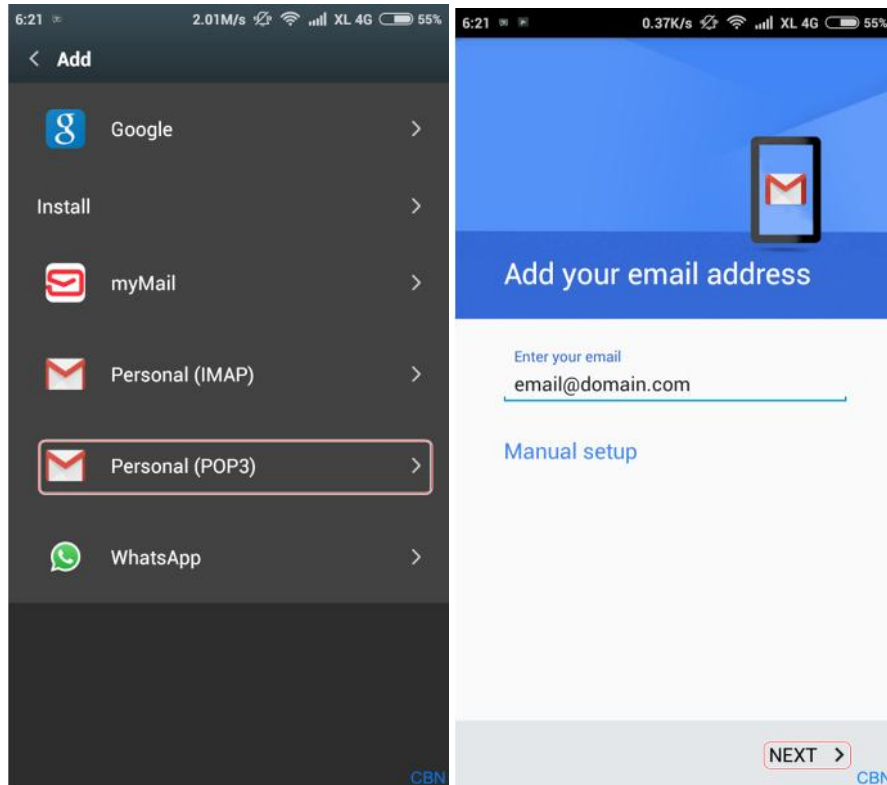 6:21 2.01M/s XL 4G 55%
< Add
Google >
Install >
myMail >
Personal (IMAP) >
Personal (POP3) >
WhatsApp >
CBN
6:21 0.37K/s XL 4G 55%
Add your email address
Enter your email
email@domain.com
Manual setup
NEXT >
CBN